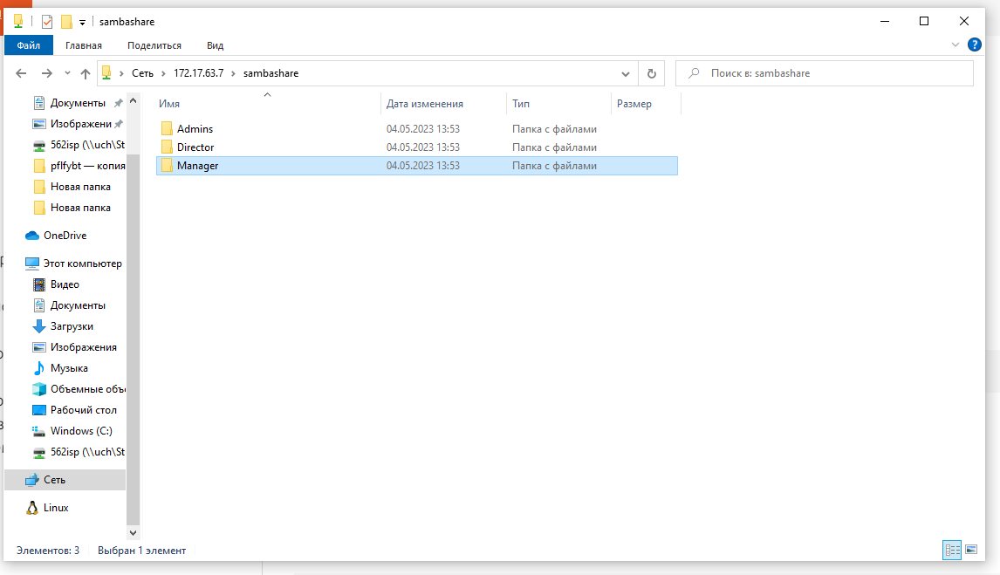 sambashare
Файл Главная Поделиться Вид
Сеть 172.17.63.7 sambashare Поиск в: sambashare
Имя Дата изменения Тип Размер
Admins 04.05.2023 13:53 Папка с файлами
Director 04.05.2023 13:53 Папка с файлами
Manager 04.05.2023 13:53 Папка с файлами
Документы
Изображени
562isp (\\uch\St
pflfybt — копия
Новая папка
Новая папка
OneDrive
Этот компьютер
Видео
Документы
Загрузки
Изображения
Музыка
Объемные объ
Рабочий стол
Windows (C:)
562isp (\\uch\St
Сеть
Linux
Элементов: 3 Выбран 1 элемент